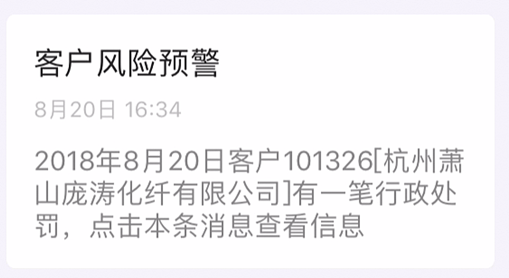 客户风险预警
8月20日 16:34
2018年8月20日客户101326[杭州萧
山庞涛化纤有限公司]有一笔行政处
罚，点击本条消息查看信息